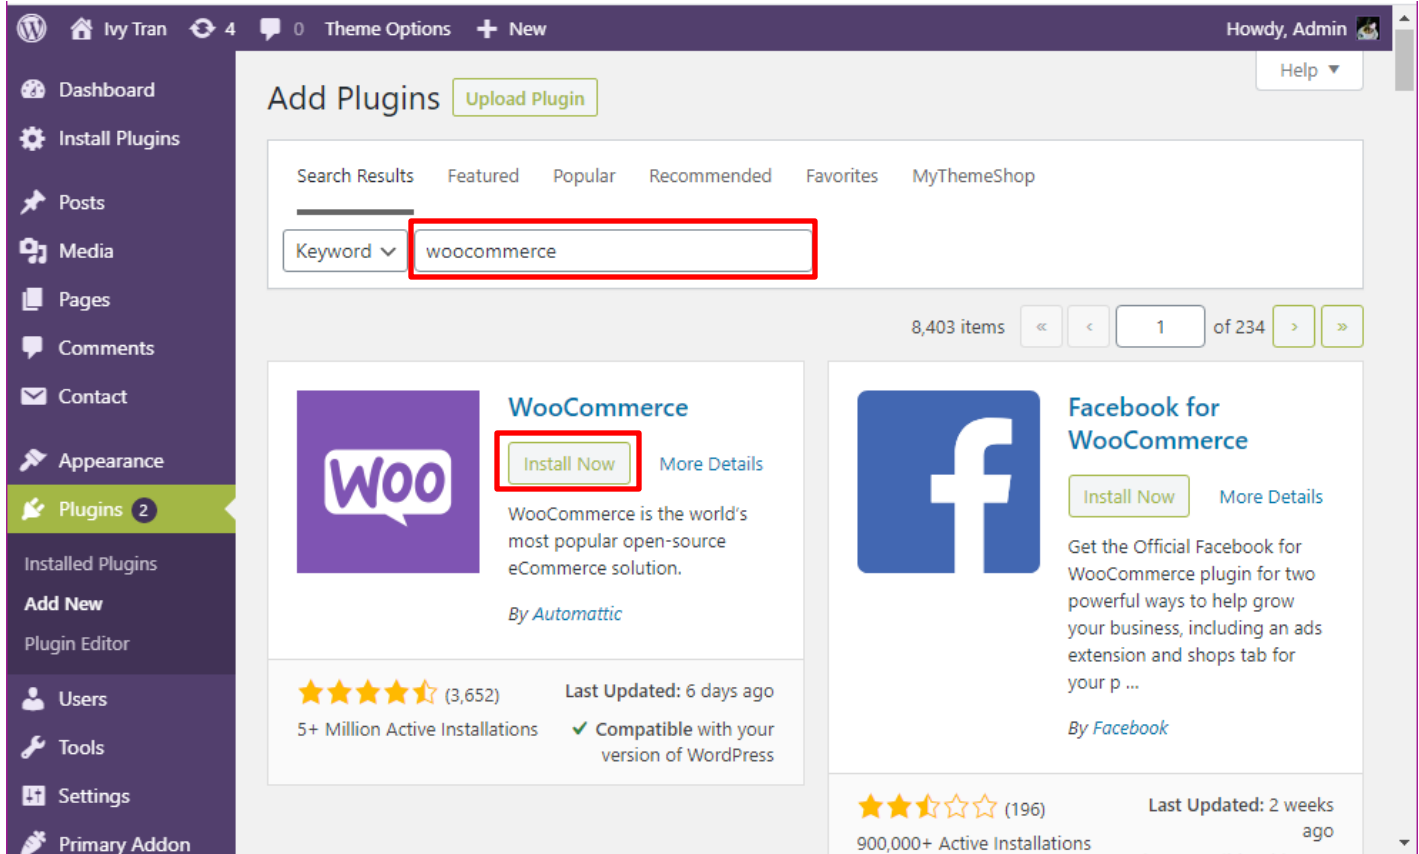 Ivy Tran 4 0 Theme Options New Howdy, Admin
Help
Dashboard
Install Plugins
Posts
Media
Pages
Comments
Contact
Appearance
Plugins 2
Installed Plugins
Add New
Plugin Editor
Users
Tools
Settings
Primary Addon
Add Plugins Upload Plugin
Search Results Featured Popular Recommended Favorites MyThemeShop
Keyword woocommerce
8,403 items « ‹ 1 of 234 › »
WOO
WooCommerce
Install Now More Details
WooCommerce is the world's
most popular open-source
eCommerce solution.
By Automattic
(3,652)
5+ Million Active Installations
Last Updated: 6 days ago
✔ Compatible with your
version of WordPress
f
Facebook for
WooCommerce
Install Now More Details
Get the Official Facebook for
WooCommerce plugin for two
powerful ways to help grow
your business, including an ads
extension and shops tab for
your p ...
By Facebook
(196)
900,000+ Active Installations
Last Updated: 2 weeks
ago